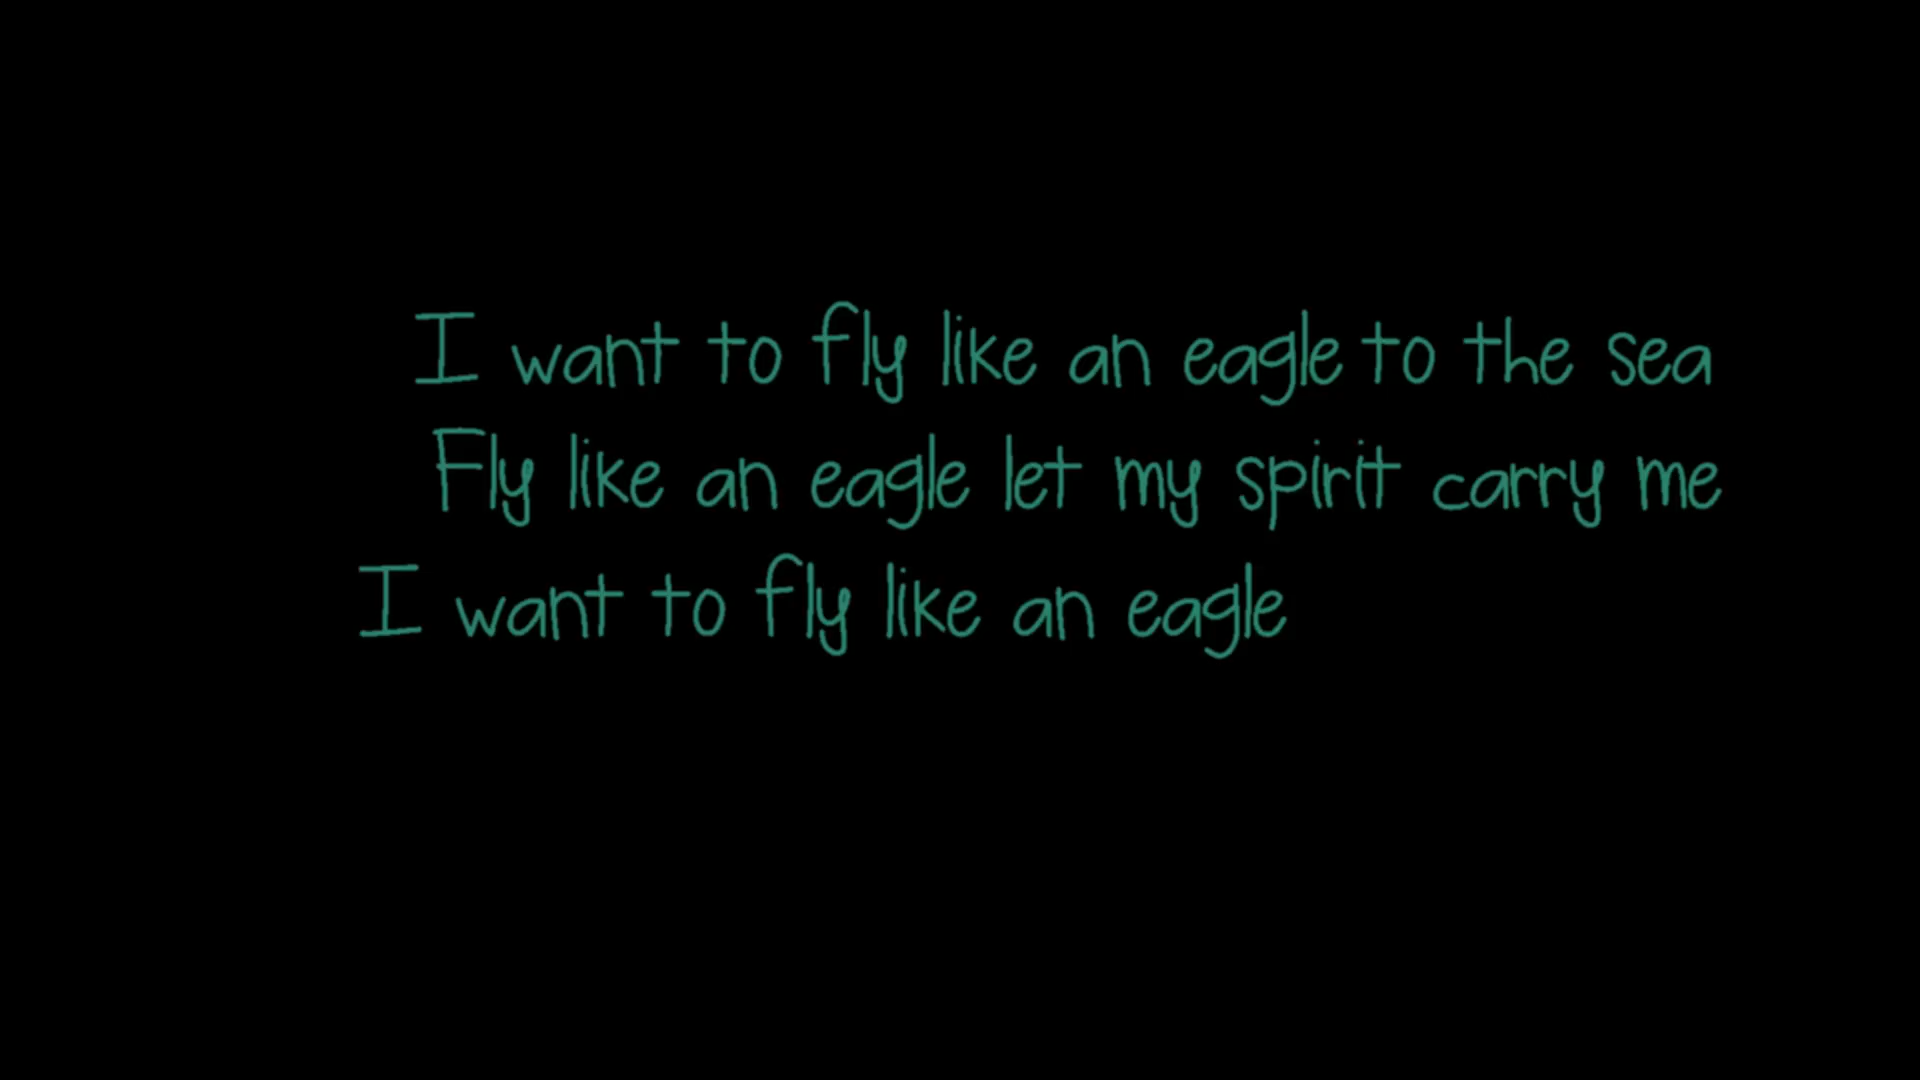 I want to fly like an eagle to the sea
Fly like an eagle let my spirit carry me
I want to fly like an eagle